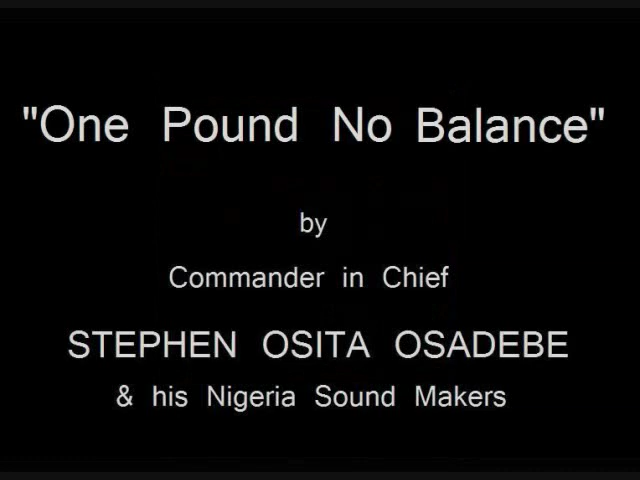 "One Pound No Balance"
by
Commander in Chief
STEPHEN OSITA OSADEBE
& his Nigeria Sound Makers